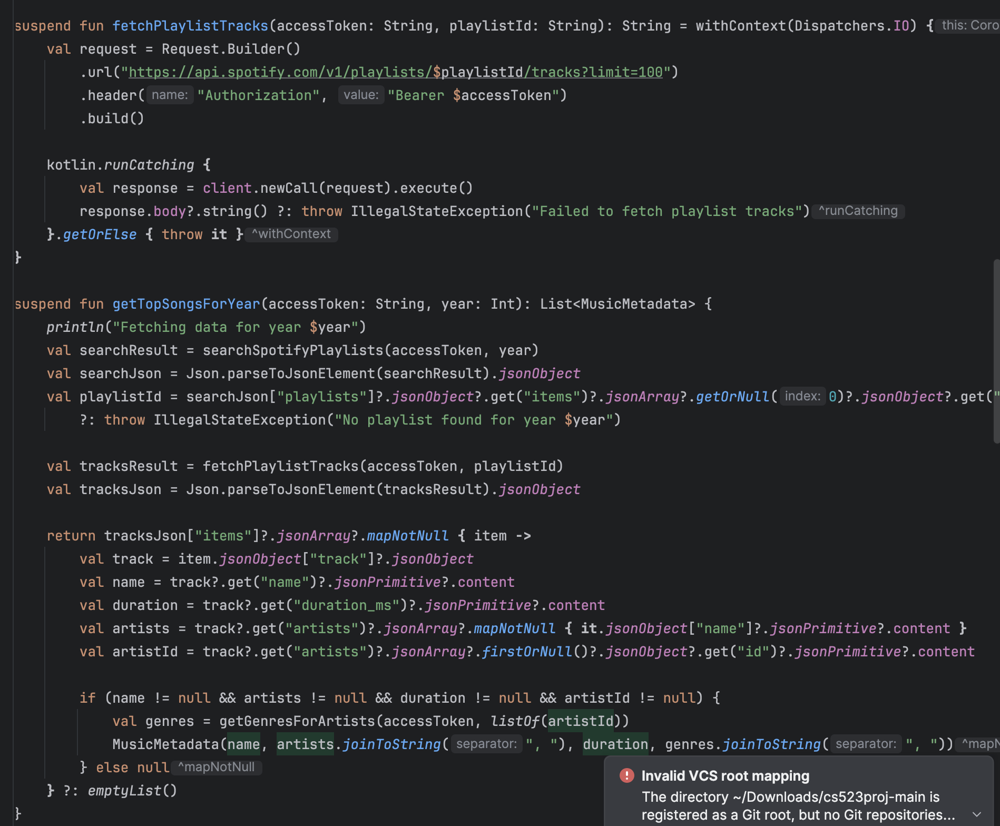 suspend fun fetchPlaylistTracks(accessToken: String, playlistId: String): String = withContext(Dispatchers.IO) { this: Coro
    val request = Request.Builder()
        .url("https://api.spotify.com/v1/playlists/$playlistId/tracks?limit=100")
        .header( name: "Authorization", value: "Bearer $accessToken")
        .build()
    kotlin.runCatching {
        val response = client.newCall(request).execute()
        response.body?.string() ?: throw IllegalStateException("Failed to fetch playlist tracks") ^runCatching
    }.getOrElse { throw it } ^withContext
}
suspend fun getTopSongsForYear(accessToken: String, year: Int): List<MusicMetadata> {
    println("Fetching data for year $year")
    val searchResult = searchSpotifyPlaylists(accessToken, year)
    val searchJson = Json.parseToJsonElement(searchResult).jsonObject
    val playlistId = searchJson["playlists"]?.jsonObject?.get("items")?.jsonArray?.getOrNull( index: 0)?.jsonObject?.get("
        ?: throw IllegalStateException("No playlist found for year $year")
    val tracksResult = fetchPlaylistTracks(accessToken, playlistId)
    val tracksJson = Json.parseToJsonElement(tracksResult).jsonObject
    return tracksJson["items"]?.jsonArray?.mapNotNull { item ->
        val track = item.jsonObject["track"]?.jsonObject
        val name = track?.get("name")?.jsonPrimitive?.content
        val duration = track?.get("duration_ms")?.jsonPrimitive?.content
        val artists = track?.get("artists")?.jsonArray?.mapNotNull { it.jsonObject["name"]?.jsonPrimitive?.content }
        val artistId = track?.get("artists")?.jsonArray?.firstOrNull()?.jsonObject?.get("id")?.jsonPrimitive?.content
        if (name != null && artists != null && duration != null && artistId != null) {
            val genres = getGenresForArtists(accessToken, listOf(artistId))
            MusicMetadata(name, artists.joinToString( separator: ", "), duration, genres.joinToString( separator: ", ")) ^mapN
        } else null ^mapNotNull
    } ?: emptyList()
}
Invalid VCS root mapping
The directory ~/Downloads/cs523proj-main is
registered as a Git root, but no Git repositories...